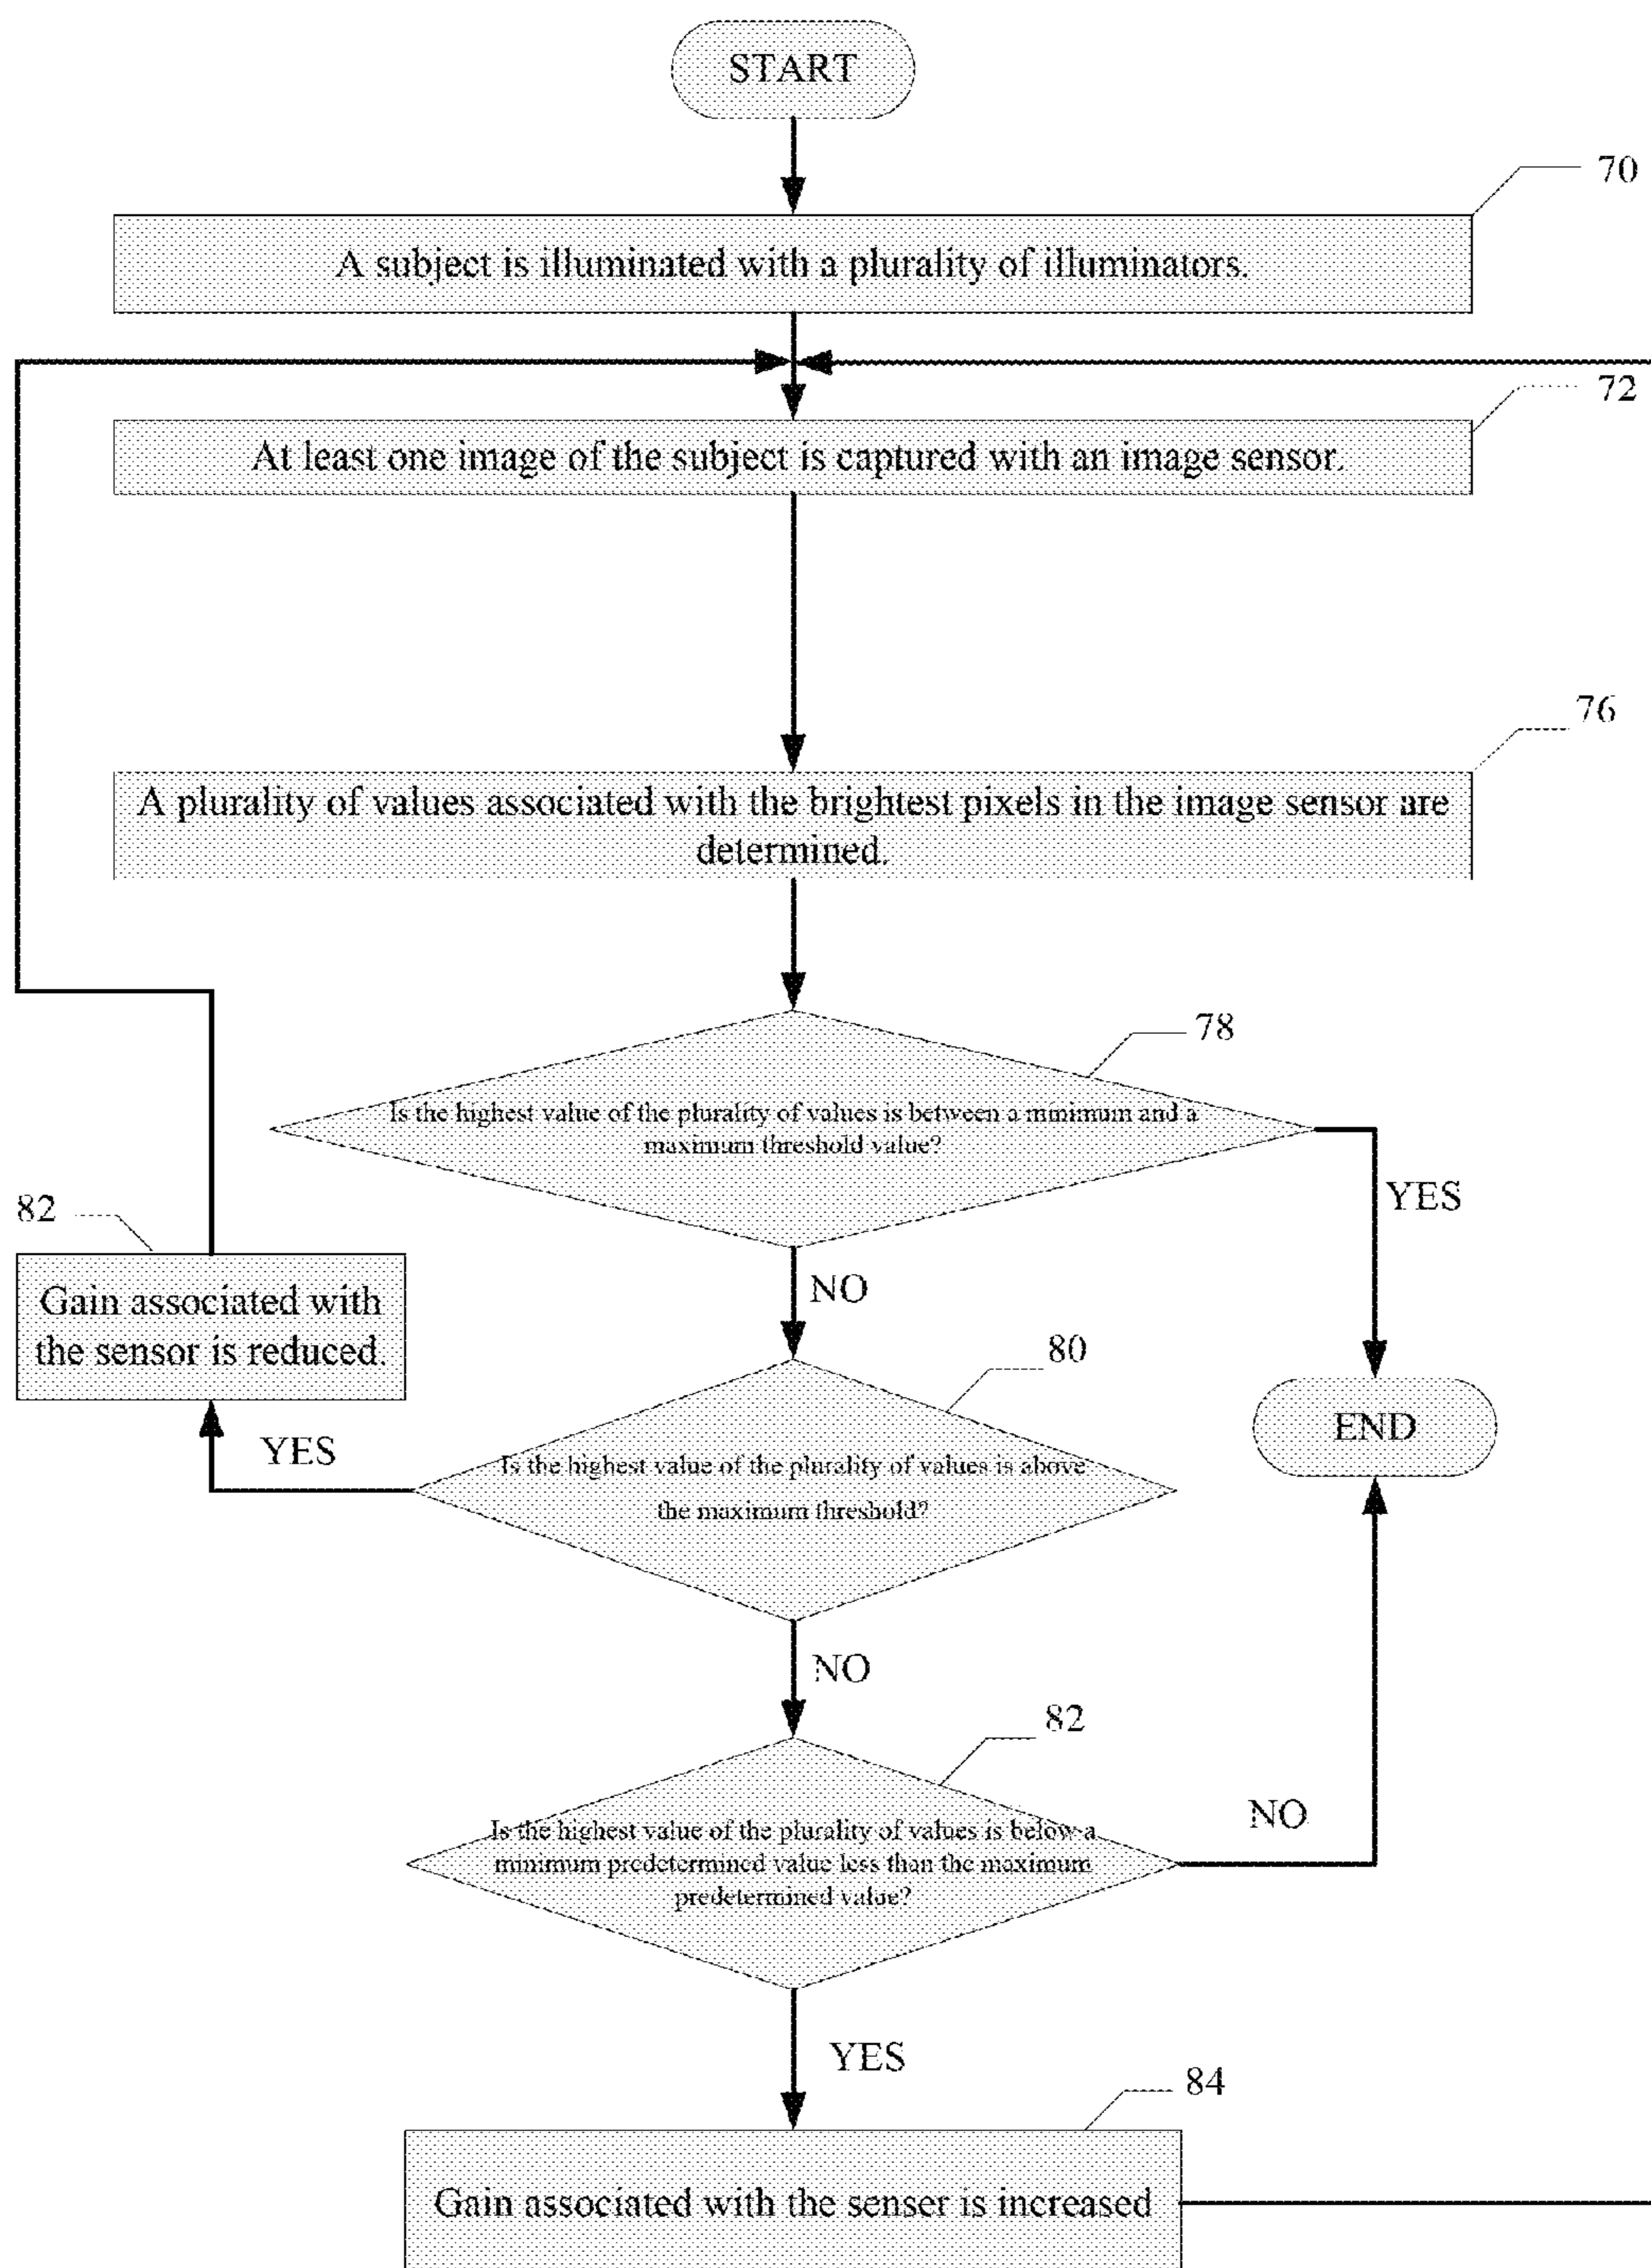 START
70
A subject is illuminated with a plurality of illuminators.
72
At least one image of the subject is captured with an image sensor.
76
A plurality of values associated with the brightest pixels in the image sensor are
determined.
78
Is the highest value of the plurality of values is between a minimum and a
maximum threshold value?
YES
82
Gain associated with
the sensor is reduced.
NO
80
END
YES
Is the highest value of the plurality of values is above
the maximum threshold?
NO
82
Is the highest value of the plurality of values is below a
minimum predetermined value less than the maximum
predetermined value?
NO
YES
84
Gain associated with the senser is increased